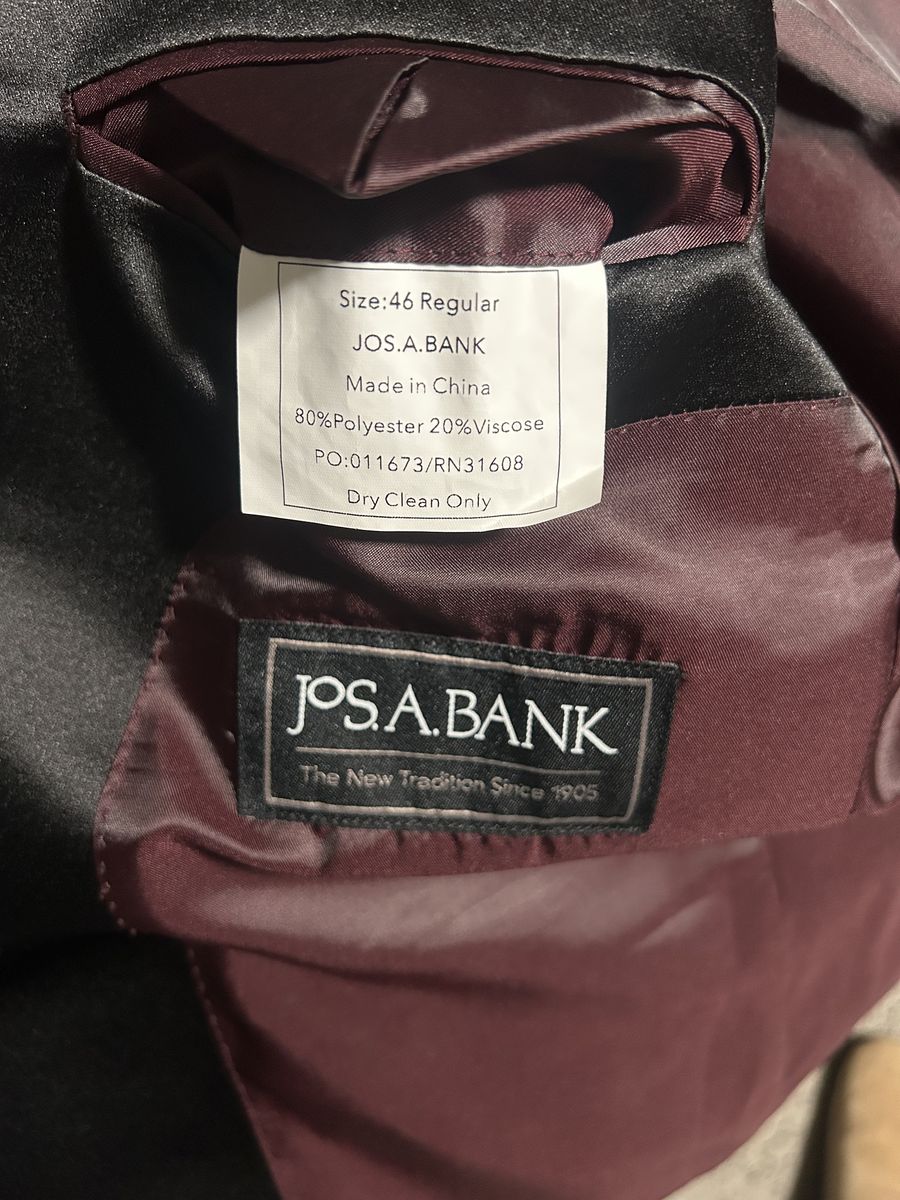 Size:46 Regular
JOS.A.BANK
Made in China
80%Polyester 20%Viscose
PO:011673/RN31608
Dry Clean Only
JOS.A.BANK
The New Tradition Since 1905